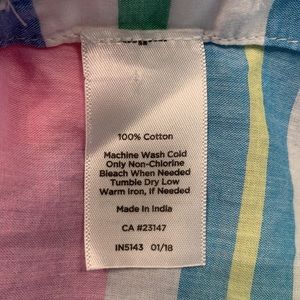 100% Cotton
Machine Wash Cold
Only Non-Chlorine
Bleach When Needed
Tumble Dry Low
Warm Iron, If Needed
Made In India
CA #23147
IN5143 01/18